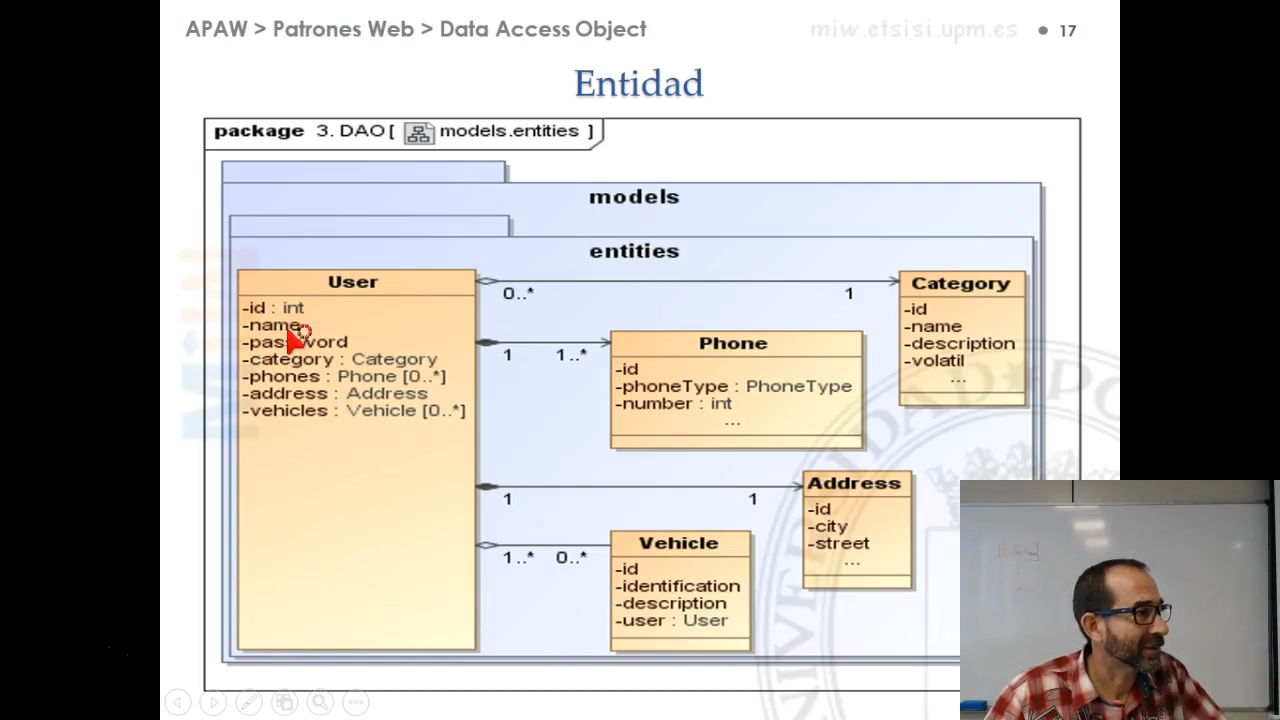 APAW > Patrones Web > Data Access Object
miw.etsisi.upm.es
17
Entidad
package 3. DAO [ models.entities ]
models
entities
User
-id : int
-name
-password
-category : Category
-phones : Phone [0..*]
-address : Address
-vehicles : Vehicle [0..*]
0..*
1
Category
-id
-name
-description
-volatil
...
1
1..*
Phone
-id
-phoneType : PhoneType
-number : int
...
1
1
Address
-id
-city
-street
...
1..*
0..*
Vehicle
-id
-identification
-description
-user : User